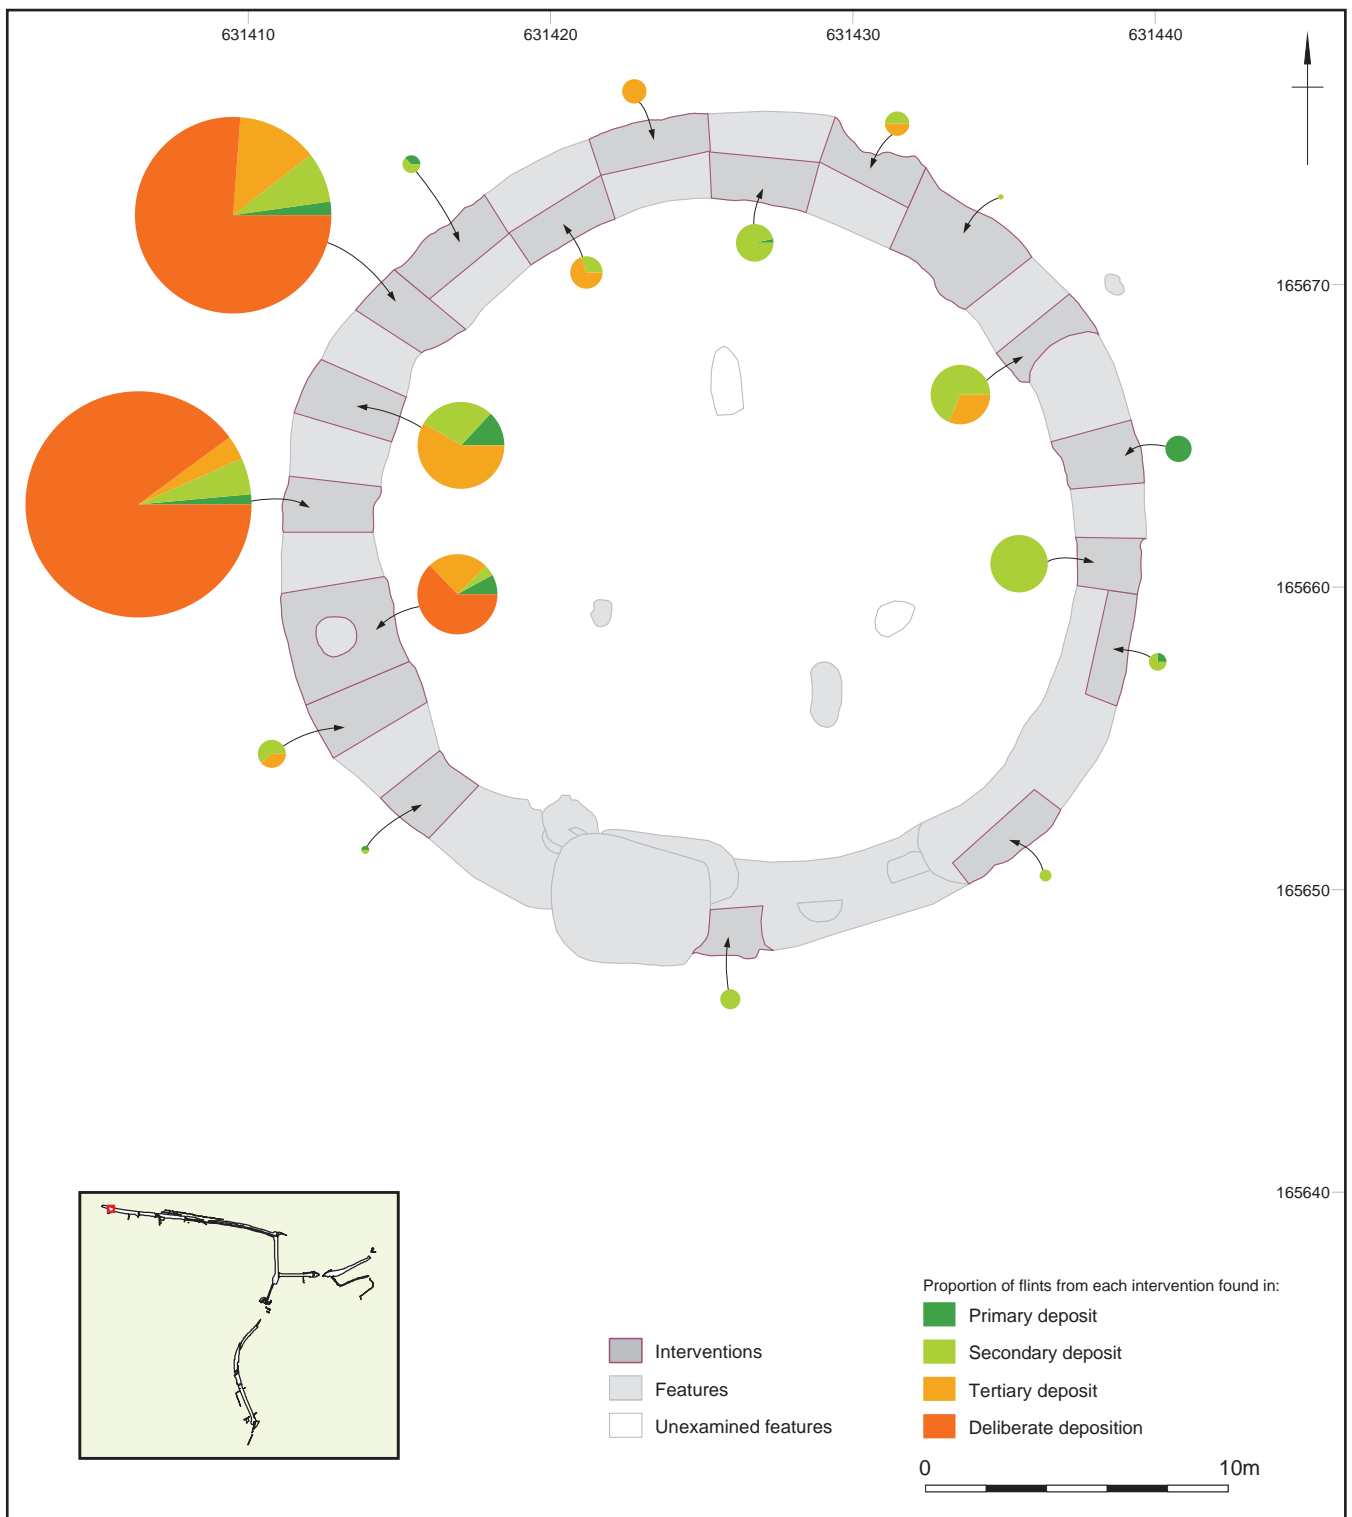 631410 631420 631430 631440
165670
165660
165650
165640
Proportion of flints from each intervention found in:
Primary deposit
Secondary deposit
Tertiary deposit
Deliberate deposition
Interventions
Features
Unexamined features
0 10m